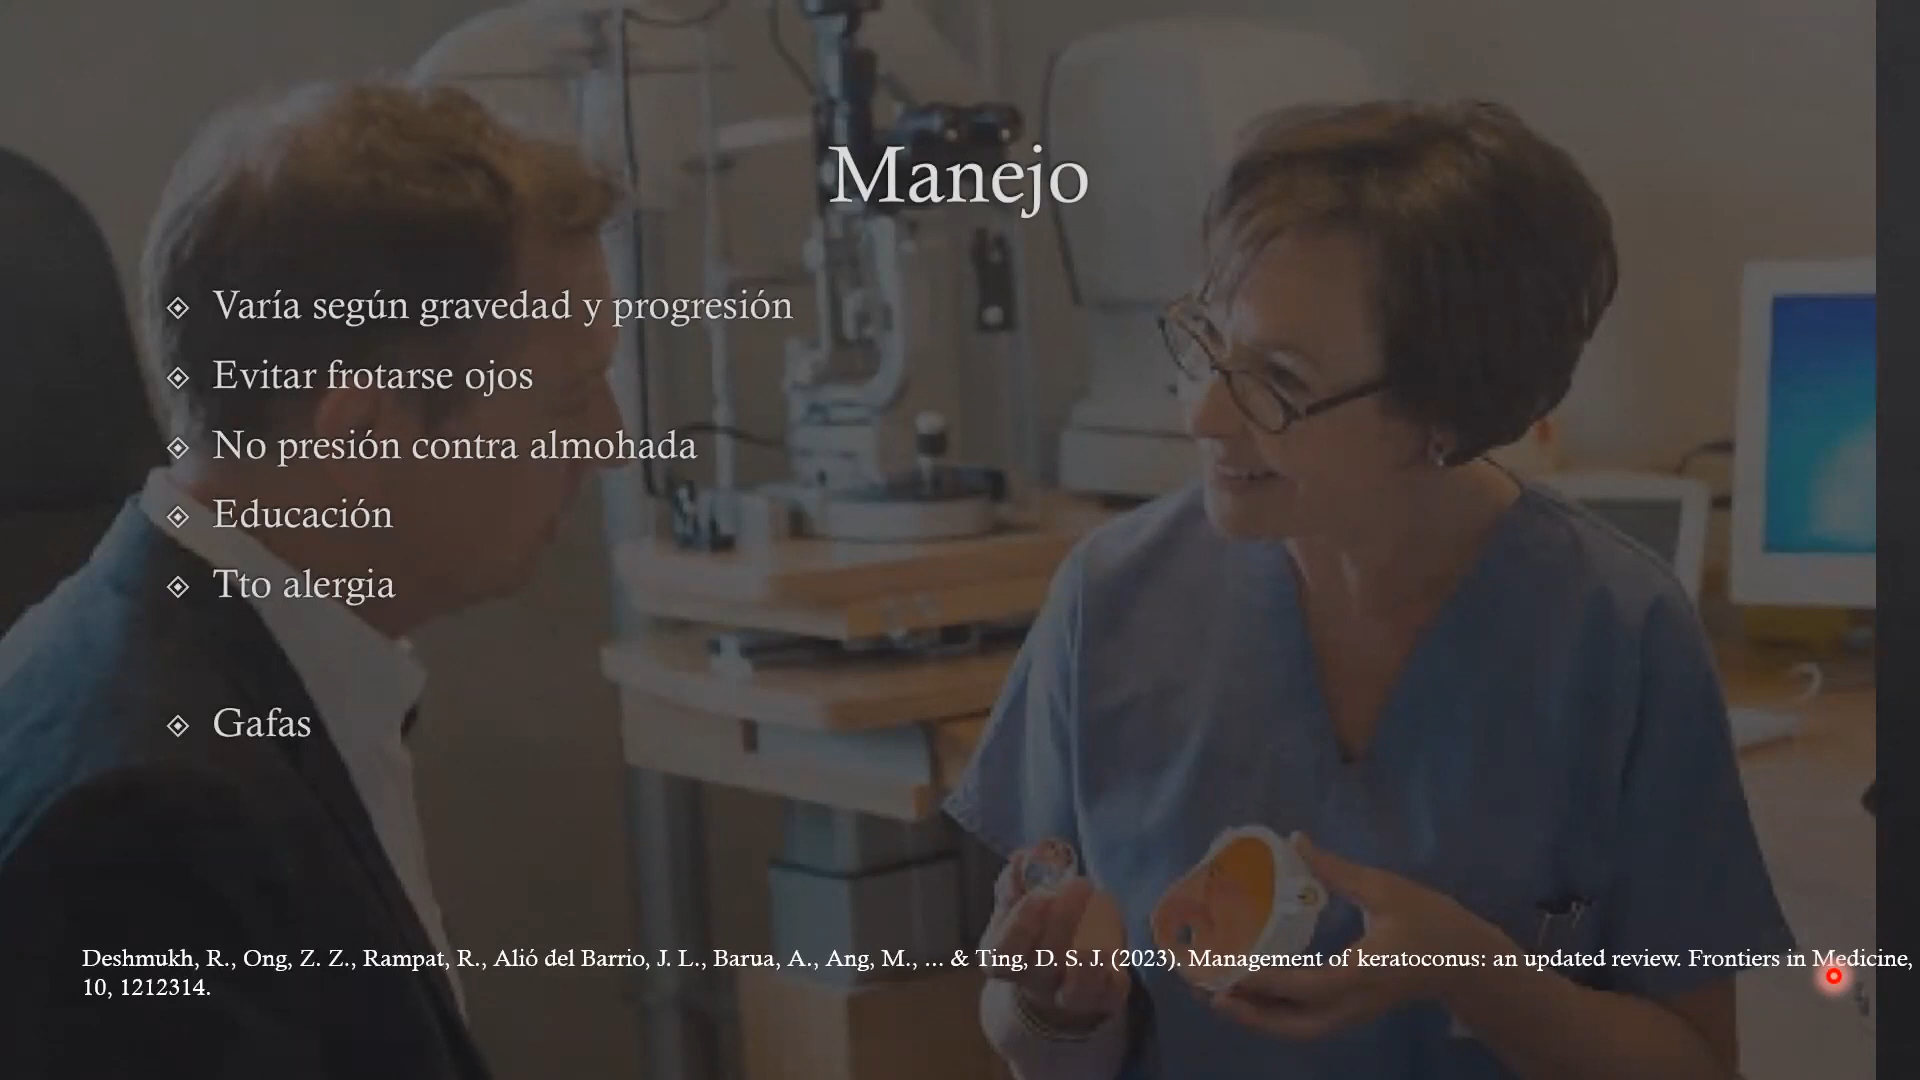 Manejo
Varía según gravedad y progresión
Evitar frotarse ojos
No presión contra almohada
Educación
Tto alergia
Gafas
Deshmukh, R., Ong, Z. Z., Rampat, R., Alió del Barrio, J. L., Barua, A., Ang, M., ... & Ting, D. S. J. (2023). Management of keratoconus: an updated review. Frontiers in Medicine,
10, 1212314.